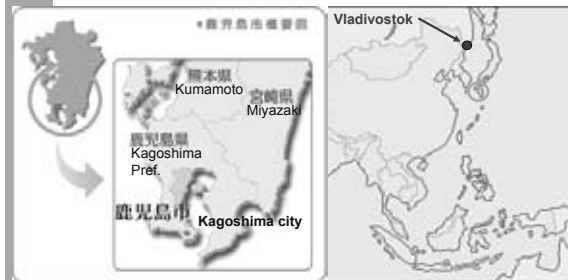 鹿児島市概要図
熊本県
Kumamoto
宮崎県
Miyazaki
鹿児島県
Kagoshima
Pref.
鹿児島市
Kagoshima city
Vladivostok